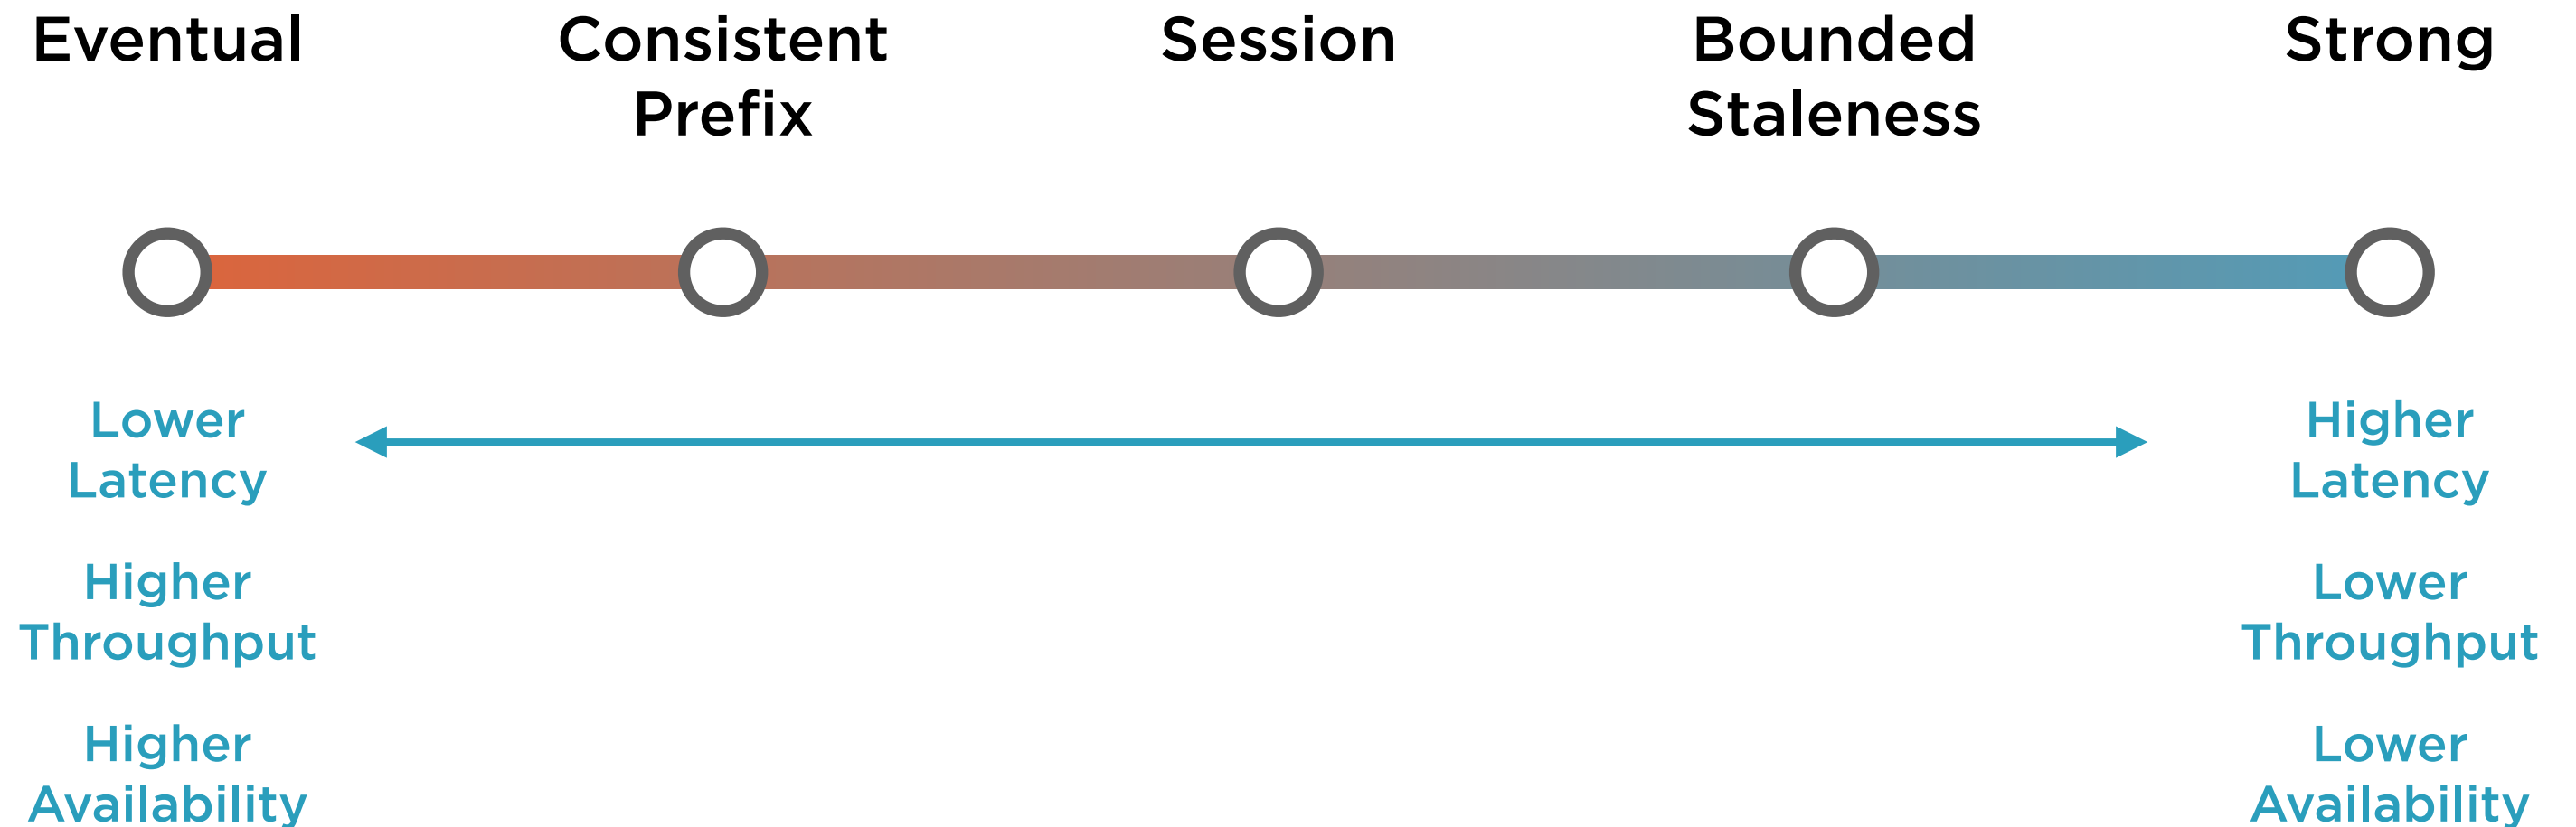 Eventual
Consistent
Prefix
Session
Bounded
Staleness
Strong
Lower
Latency
Higher
Latency
Higher
Throughput
Lower
Throughput
Higher
Availability
Lower
Availability